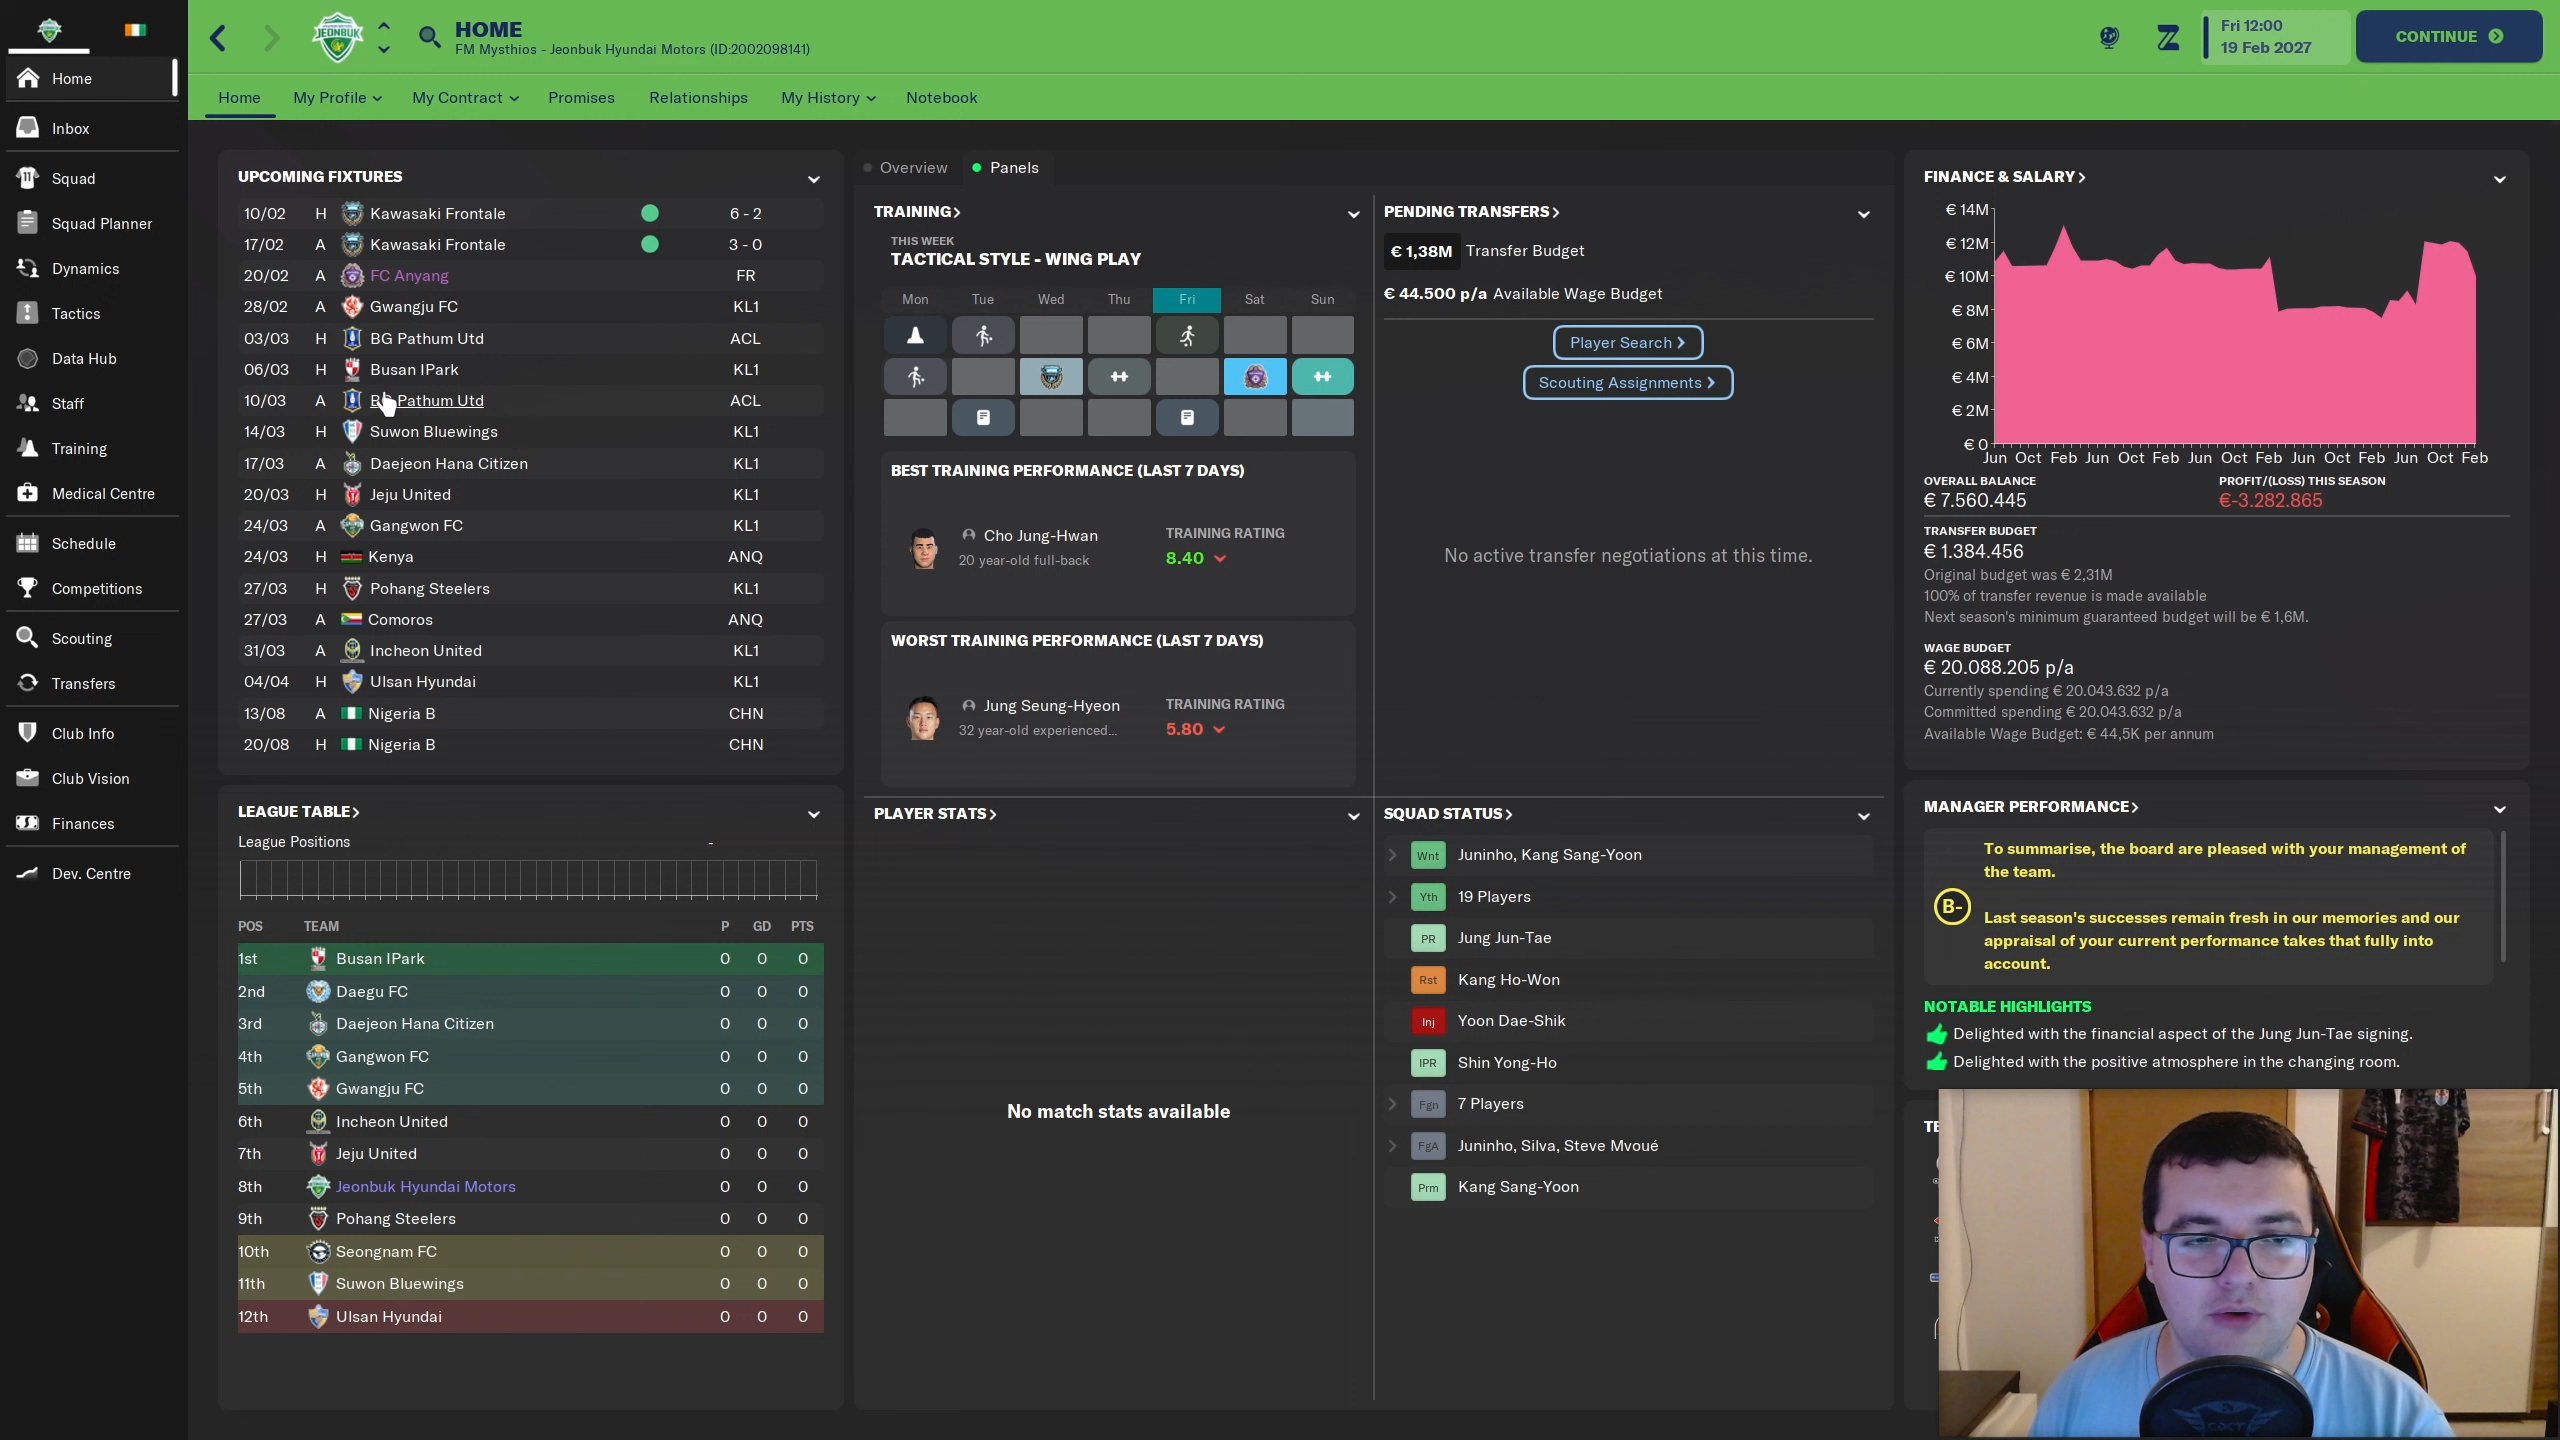 HOME
FM Mysthios - Jeonbuk Hyundai Motors (ID:2002098141)
Fri 12:00
19 Feb 2027
CONTINUE
Home
My Profile
My Contract
Promises
Relationships
My History
Notebook
Home
Inbox
Squad
Squad Planner
Dynamics
Tactics
Data Hub
Staff
Training
Medical Centre
Schedule
Competitions
Scouting
Transfers
Club Info
Club Vision
Finances
Dev. Centre
UPCOMING FIXTURES
10/02 H Kawasaki Frontale 6 - 2
17/02 A Kawasaki Frontale 3 - 0
20/02 A FC Anyang FR
28/02 A Gwangju FC KL1
03/03 H BG Pathum Utd ACL
06/03 H Busan IPark KL1
10/03 A BG Pathum Utd ACL
14/03 H Suwon Bluewings KL1
17/03 A Daejeon Hana Citizen KL1
20/03 H Jeju United KL1
24/03 A Gangwon FC KL1
24/03 H Kenya ANQ
27/03 H Pohang Steelers KL1
27/03 A Comoros ANQ
31/03 A Incheon United KL1
04/04 H Ulsan Hyundai KL1
13/08 A Nigeria B CHN
20/08 H Nigeria B CHN
LEAGUE TABLE
League Positions -
POS TEAM P GD PTS
1st Busan IPark 0 0 0
2nd Daegu FC 0 0 0
3rd Daejeon Hana Citizen 0 0 0
4th Gangwon FC 0 0 0
5th Gwangju FC 0 0 0
6th Incheon United 0 0 0
7th Jeju United 0 0 0
8th Jeonbuk Hyundai Motors 0 0 0
9th Pohang Steelers 0 0 0
10th Seongnam FC 0 0 0
11th Suwon Bluewings 0 0 0
12th Ulsan Hyundai 0 0 0
Overview
Panels
TRAINING
THIS WEEK
TACTICAL STYLE - WING PLAY
Mon Tue Wed Thu Fri Sat Sun
BEST TRAINING PERFORMANCE (LAST 7 DAYS)
Cho Jung-Hwan
20 year-old full-back
TRAINING RATING
8.40
WORST TRAINING PERFORMANCE (LAST 7 DAYS)
Jung Seung-Hyeon
32 year-old experienced...
TRAINING RATING
5.80
PLAYER STATS
No match stats available
PENDING TRANSFERS
€ 1,38M Transfer Budget
€ 44.500 p/a Available Wage Budget
Player Search
Scouting Assignments
No active transfer negotiations at this time.
SQUAD STATUS
Wnt Juninho, Kang Sang-Yoon
Yth 19 Players
PR Jung Jun-Tae
Rst Kang Ho-Won
Inj Yoon Dae-Shik
IPR Shin Yong-Ho
Fgn 7 Players
FgA Juninho, Silva, Steve Mvoué
Prm Kang Sang-Yoon
FINANCE & SALARY
€ 14M
€ 12M
€ 10M
€ 8M
€ 6M
€ 4M
€ 2M
€ 0
Jun Oct Feb Jun Oct Feb Jun Oct Feb Jun Oct Feb Jun Oct Feb
OVERALL BALANCE
€ 7.560.445
PROFIT/(LOSS) THIS SEASON
€-3.282.865
TRANSFER BUDGET
€ 1.384.456
Original budget was € 2,31M
100% of transfer revenue is made available
Next season's minimum guaranteed budget will be € 1,6M.
WAGE BUDGET
€ 20.088.205 p/a
Currently spending € 20.043.632 p/a
Committed spending € 20.043.632 p/a
Available Wage Budget: € 44,5K per annum
MANAGER PERFORMANCE
B-
To summarise, the board are pleased with your management of
the team.
Last season's successes remain fresh in our memories and our
appraisal of your current performance takes that fully into
account.
NOTABLE HIGHLIGHTS
Delighted with the financial aspect of the Jung Jun-Tae signing.
Delighted with the positive atmosphere in the changing room.